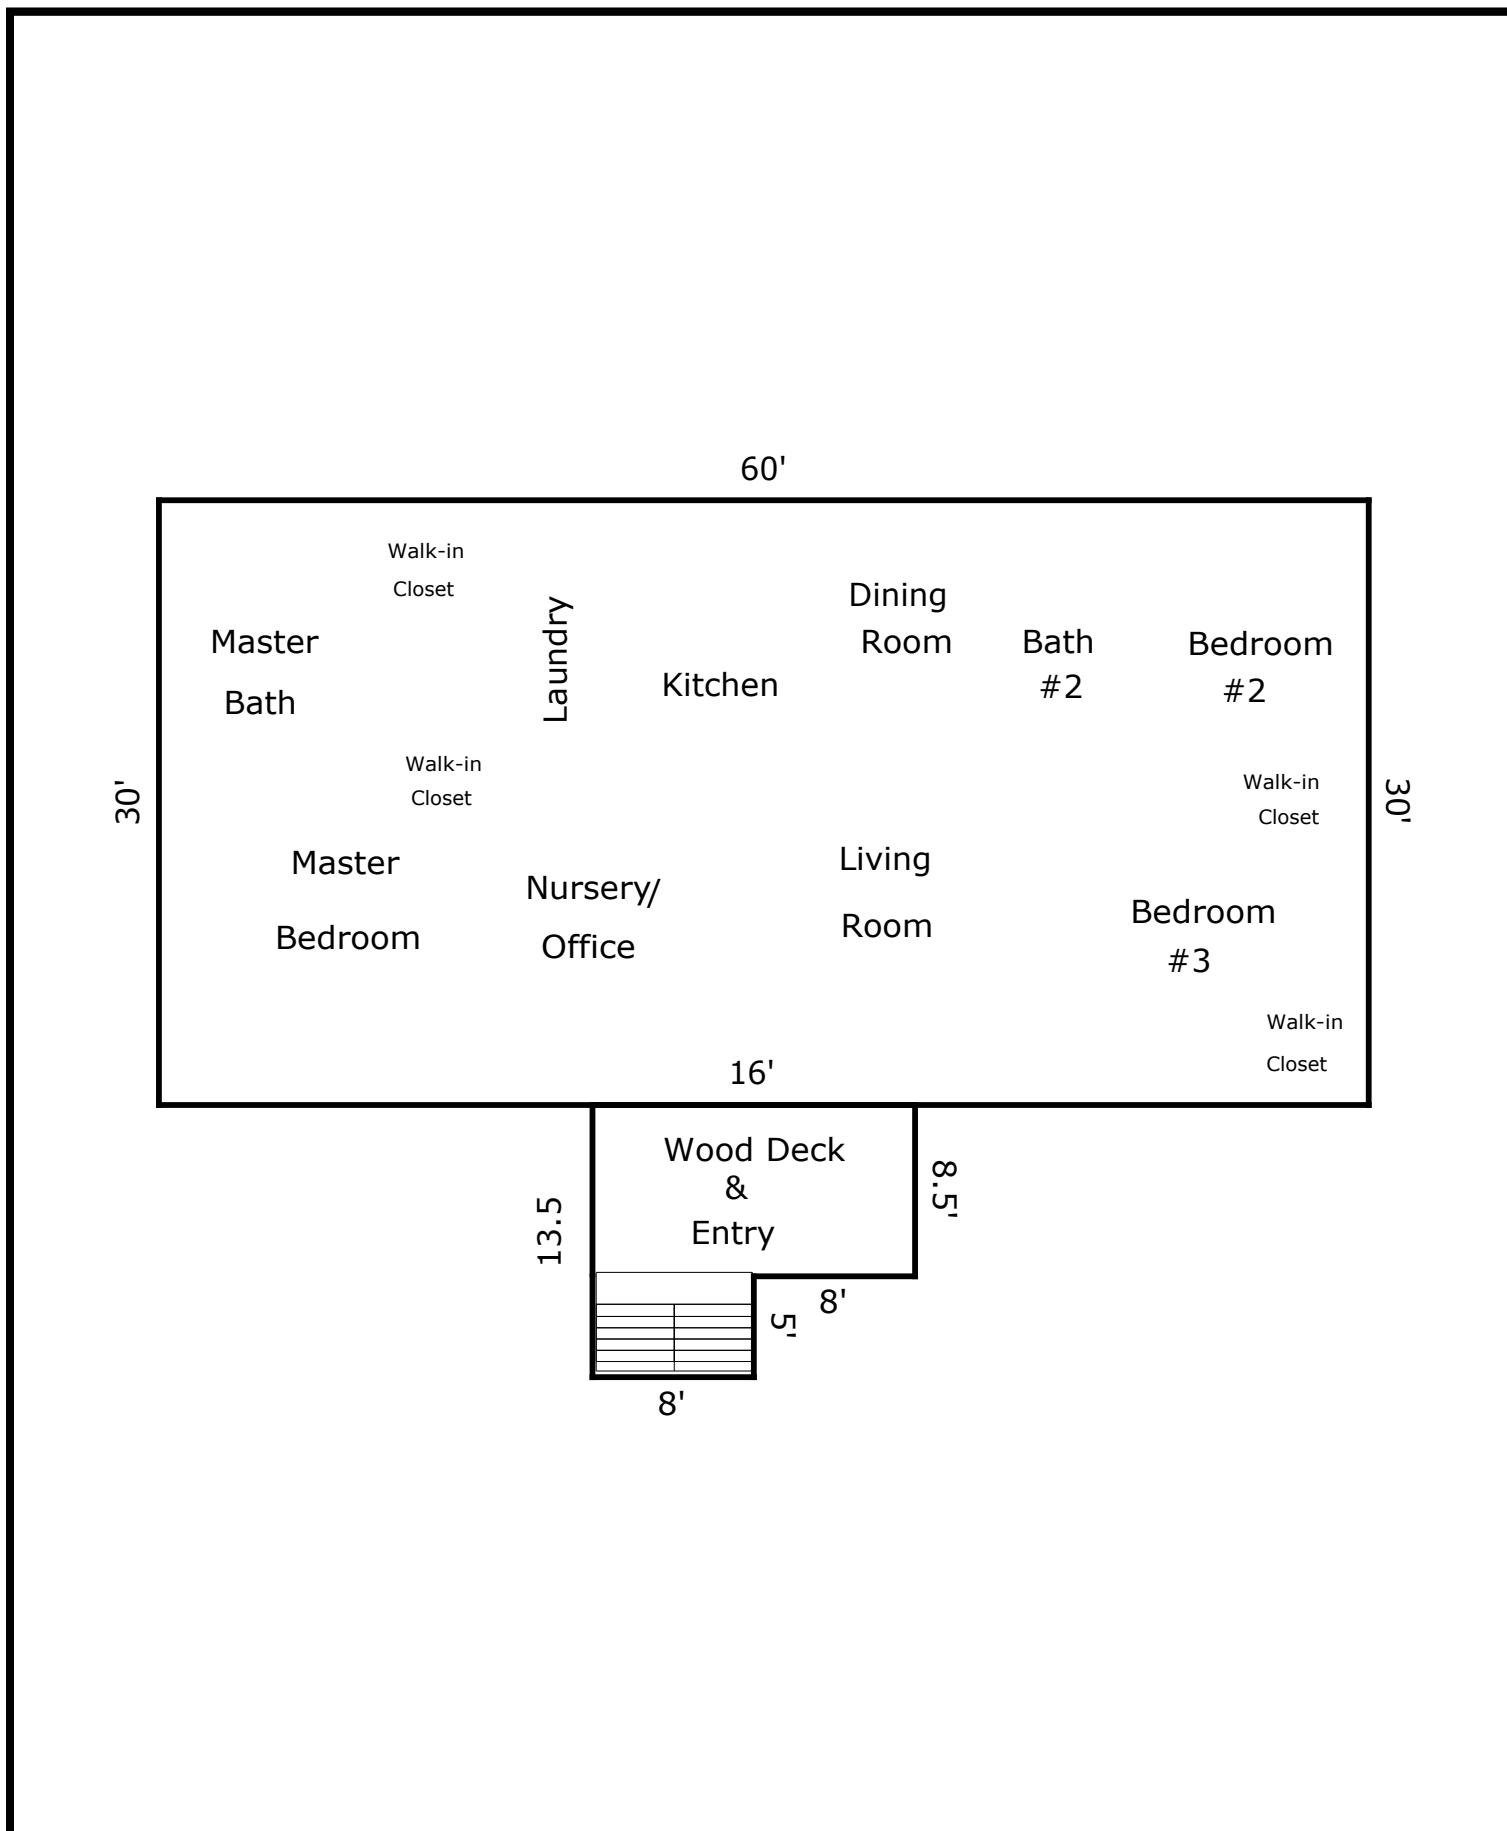 60'
Walk-in
Closet
Laundry
Master
Bath
Kitchen
Dining
Room
Bath
#2
Bedroom
#2
Walk-in
Closet
Walk-in
Closet
30'
30'
Master
Bedroom
Nursery/
Office
Living
Room
Bedroom
#3
Walk-in
Closet
16'
Wood Deck
&
Entry
13.5
8.5'
8'
5'
8'